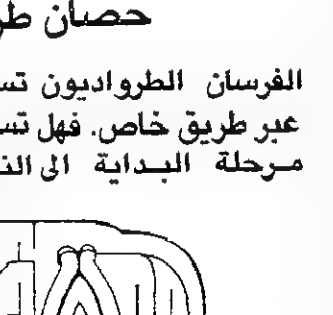 حصان طر
الفرسان الطرواديون تس
عبر طريق خاص. فهل تس
مرحلة البداية الى الن